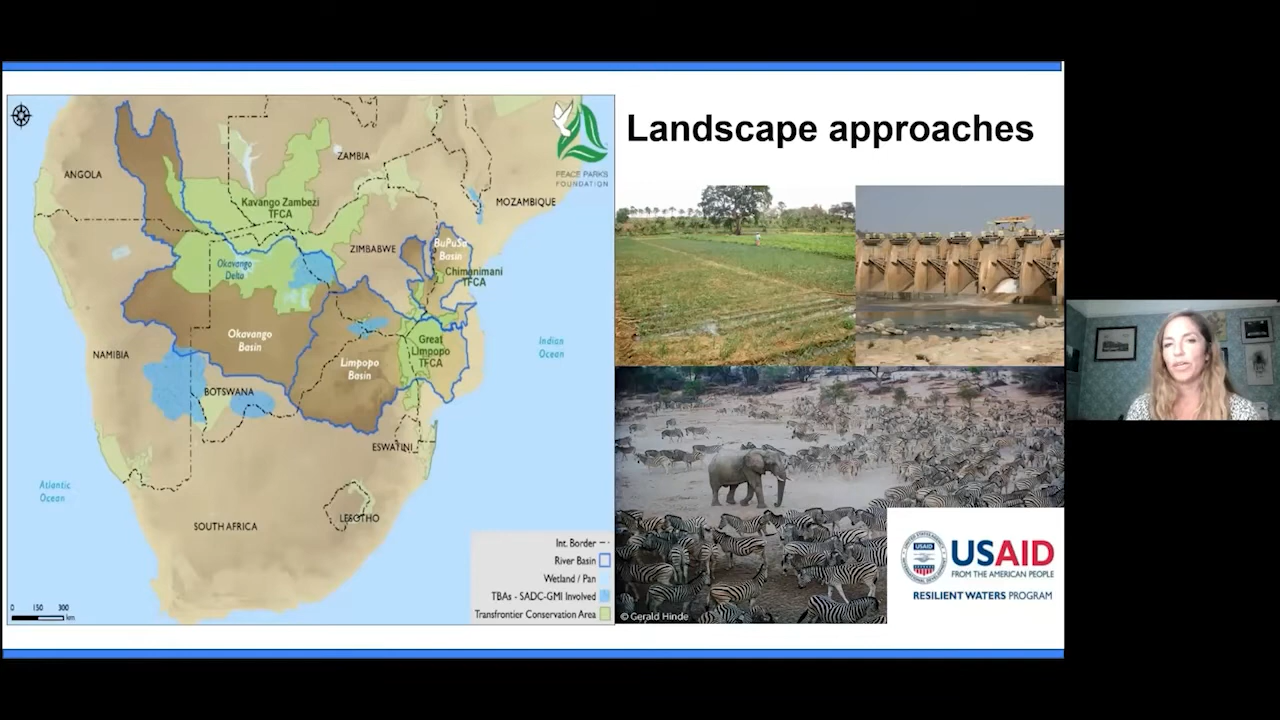 Landscape approaches
PEACE PARKS
FOUNDATION
ANGOLA
ZAMBIA
MOZAMBIQUE
Kavango Zambezi
TFCA
ZIMBABWE
BuPuSa
Basin
Okavango
Delta
Chimanimani
TFCA
Okavango
Basin
Great
Limpopo
TFCA
Limpopo
Basin
Indian
Ocean
NAMIBIA
BOTSWANA
ESWATINI
Atlantic
Ocean
SOUTH AFRICA
LESOTHO
Int. Border
River Basin
Wetland / Pan
TBAs - SADC-GMI Involved
Transfrontier Conservation Area
0 150 300
km
© Gerald Hinde
USAID
USAID
FROM THE AMERICAN PEOPLE
RESILIENT WATERS PROGRAM